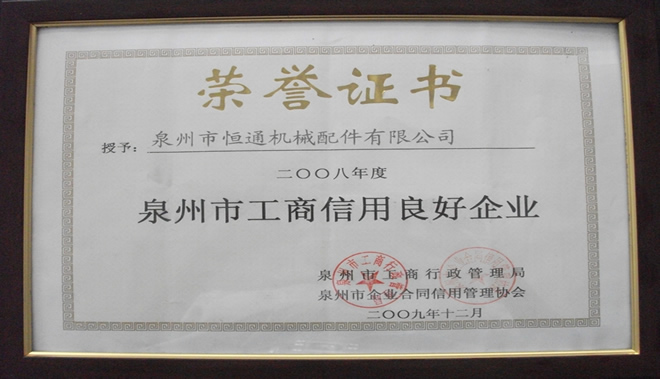 荣誉证书
授予：泉州市恒通机械配件有限公司
二〇〇八年度
泉州市工商信用良好企业
泉州市工商行政管理局
泉州市企业合同信用管理协会
二〇〇九年十二月